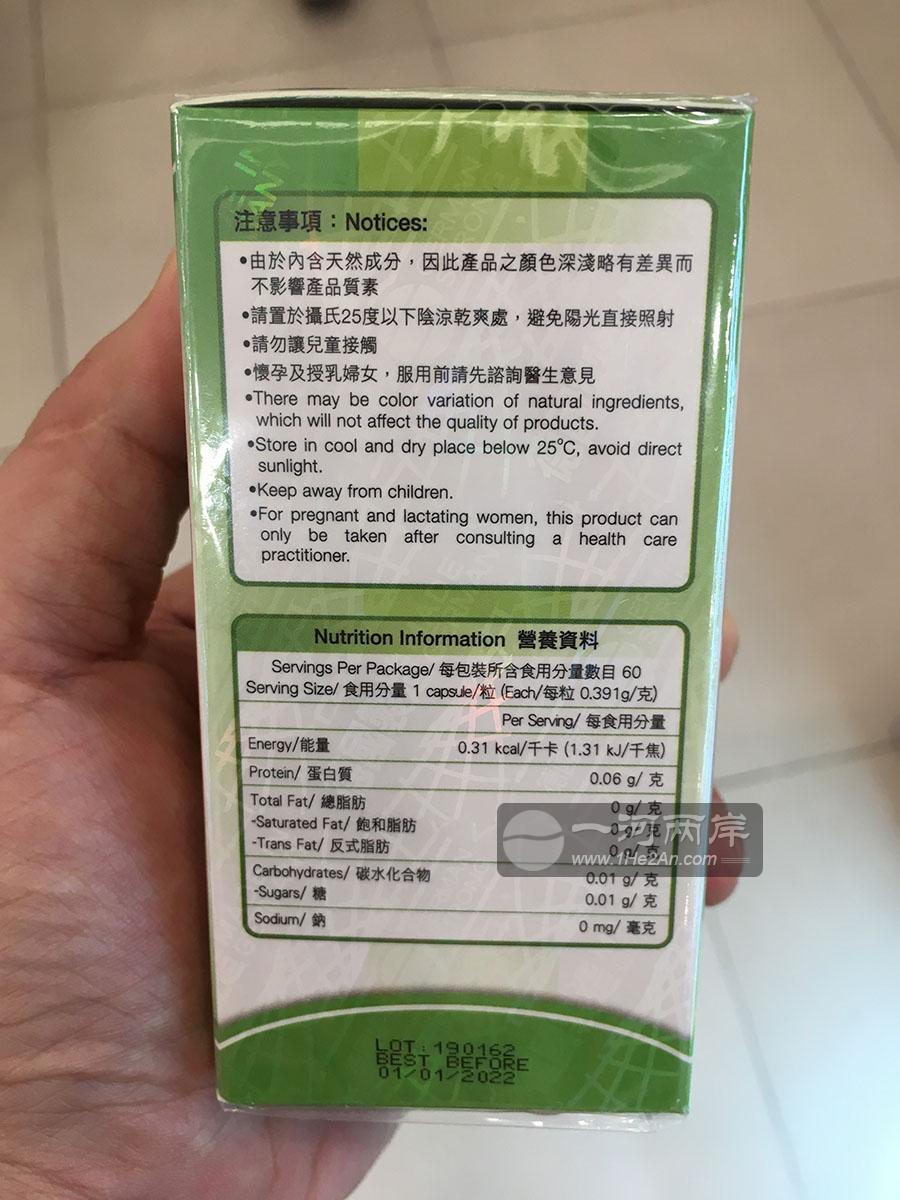 注意事項：Notices:
•由於內含天然成分，因此產品之顏色深淺略有差異而
不影響產品質素
•請置於攝氏25度以下陰涼乾爽處，避免陽光直接照射
•請勿讓兒童接觸
•懷孕及授乳婦女，服用前請先諮詢醫生意見
•There may be color variation of natural ingredients,
which will not affect the quality of products.
•Store in cool and dry place below 25°C, avoid direct
sunlight.
•Keep away from children.
•For pregnant and lactating women, this product can
only be taken after consulting a health care
practitioner.
Nutrition Information 營養資料
Servings Per Package/ 每包裝所含食用分量數目 60
Serving Size/ 食用分量 1 capsule/粒 (Each/每粒 0.391g/克)
Per Serving/ 每食用分量
Energy/能量 0.31 kcal/千卡 (1.31 kJ/千焦)
Protein/ 蛋白質 0.06 g/ 克
Total Fat/ 總脂肪 0 g/ 克
-Saturated Fat/ 飽和脂肪 0 g/ 克
-Trans Fat/ 反式脂肪 0 g/ 克
Carbohydrates/ 碳水化合物 0.01 g/ 克
-Sugars/ 糖 0.01 g/ 克
Sodium/ 鈉 0 mg/ 毫克
一河两岸
www.1He2An.com
LOT:190162
BEST BEFORE
01/01/2022